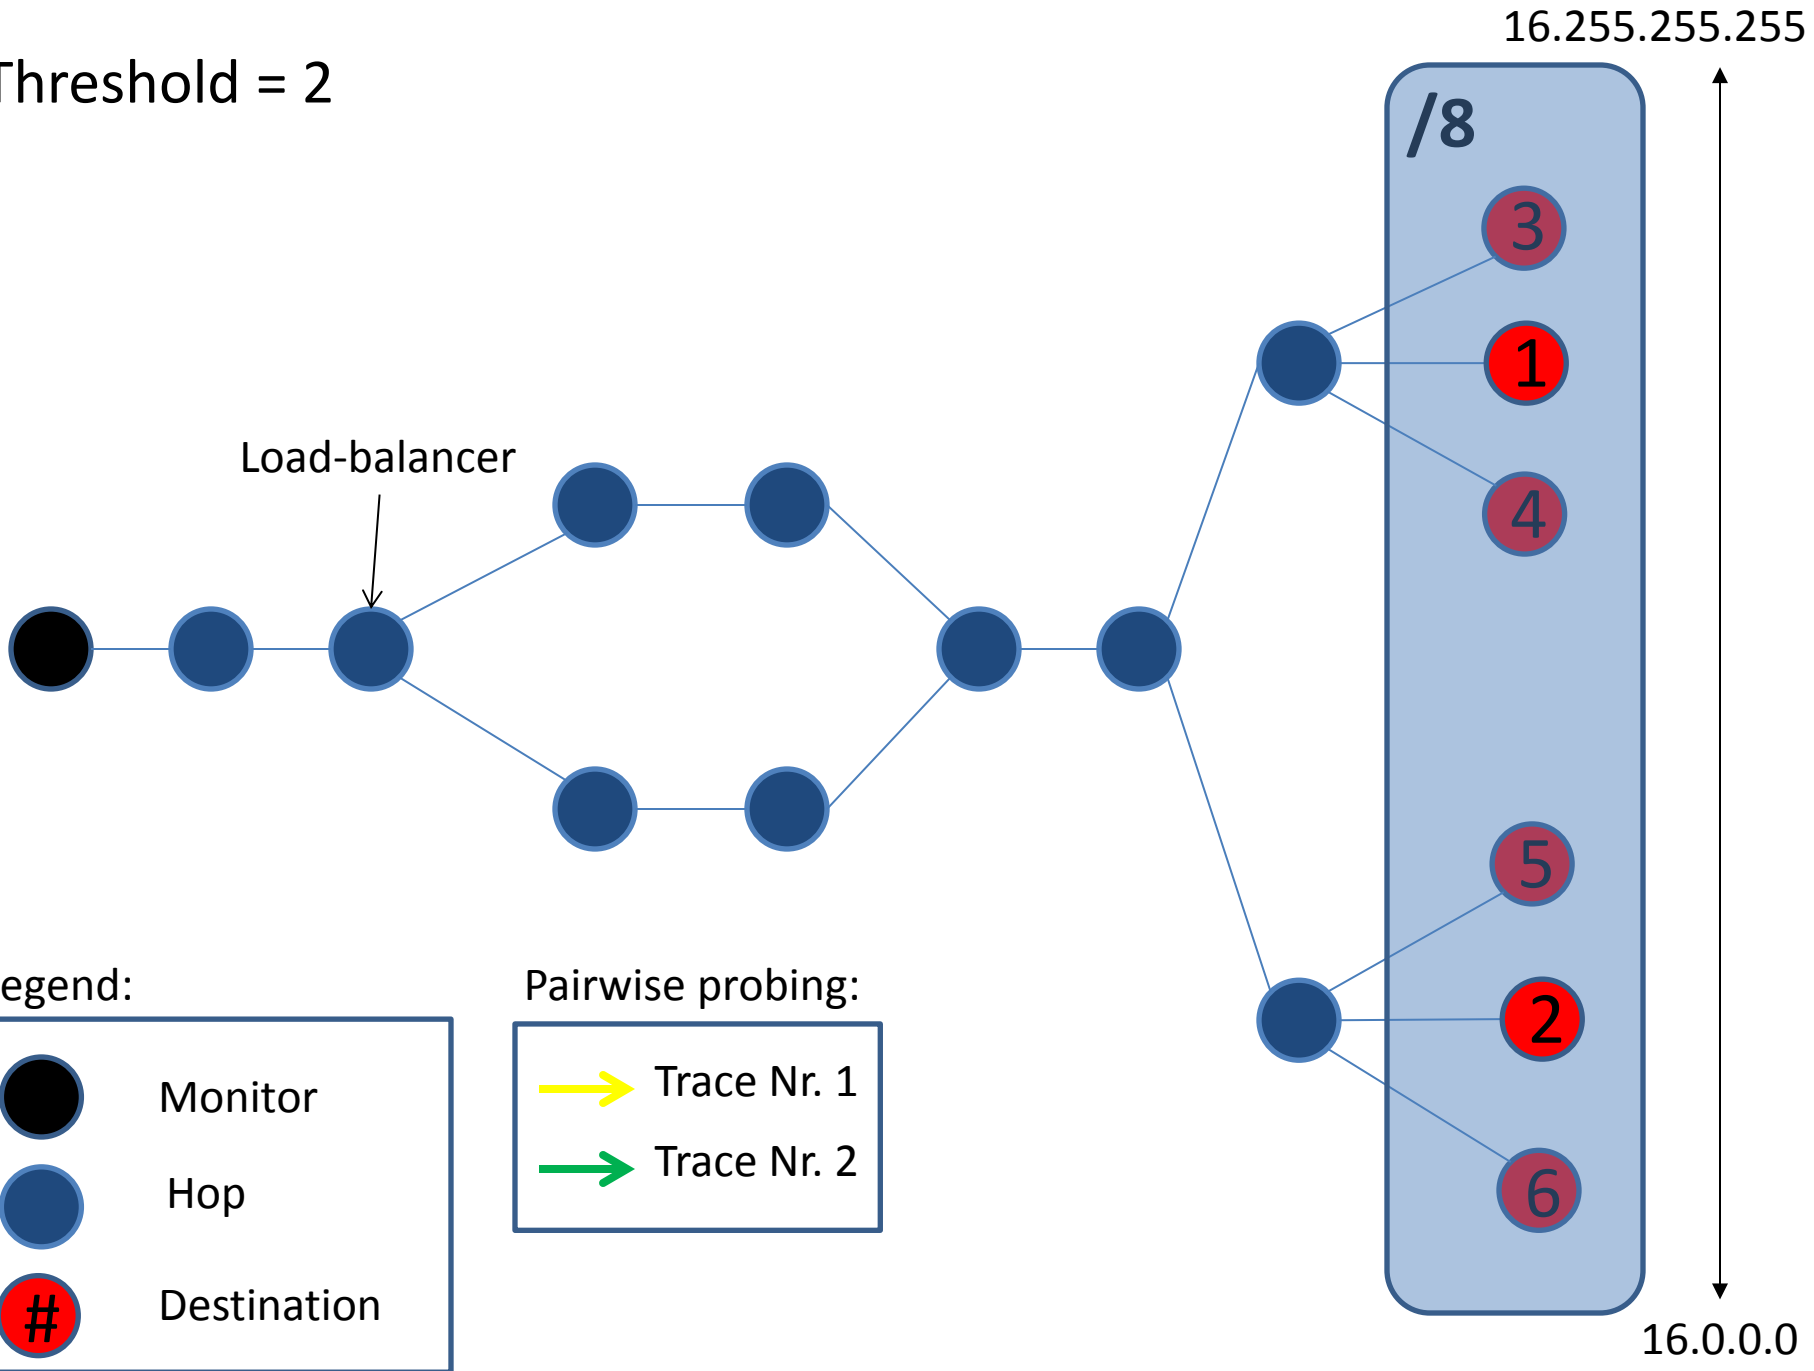 16.255.255.255
Threshold = 2
/8
3
1
Load-balancer
4
5
egend:
Pairwise probing:
2
Trace Nr. 1
Monitor
Trace Nr. 2
Hop
6
Destination
#
16.0.0.0